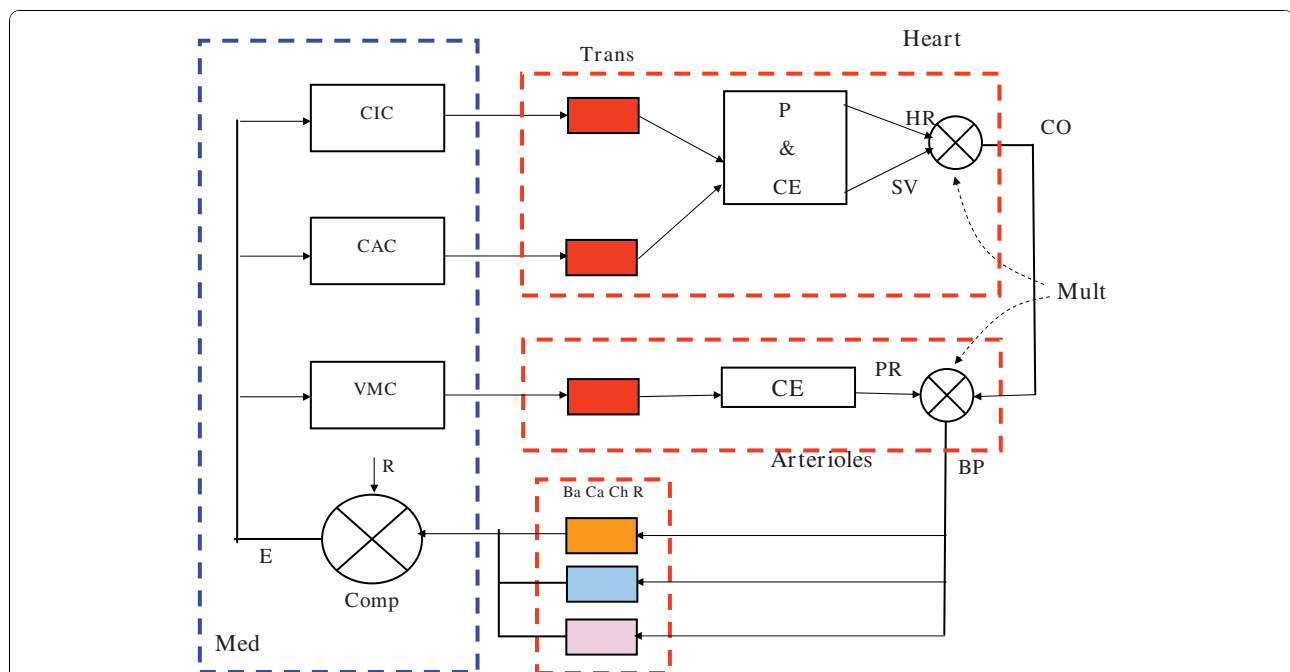 Heart
Trans
CIC
P
&
CE
HR
SV
CO
CAC
Mult
VMC
CE
PR
Arterioles
BP
R
Ba Ca Ch R
E
Comp
Med